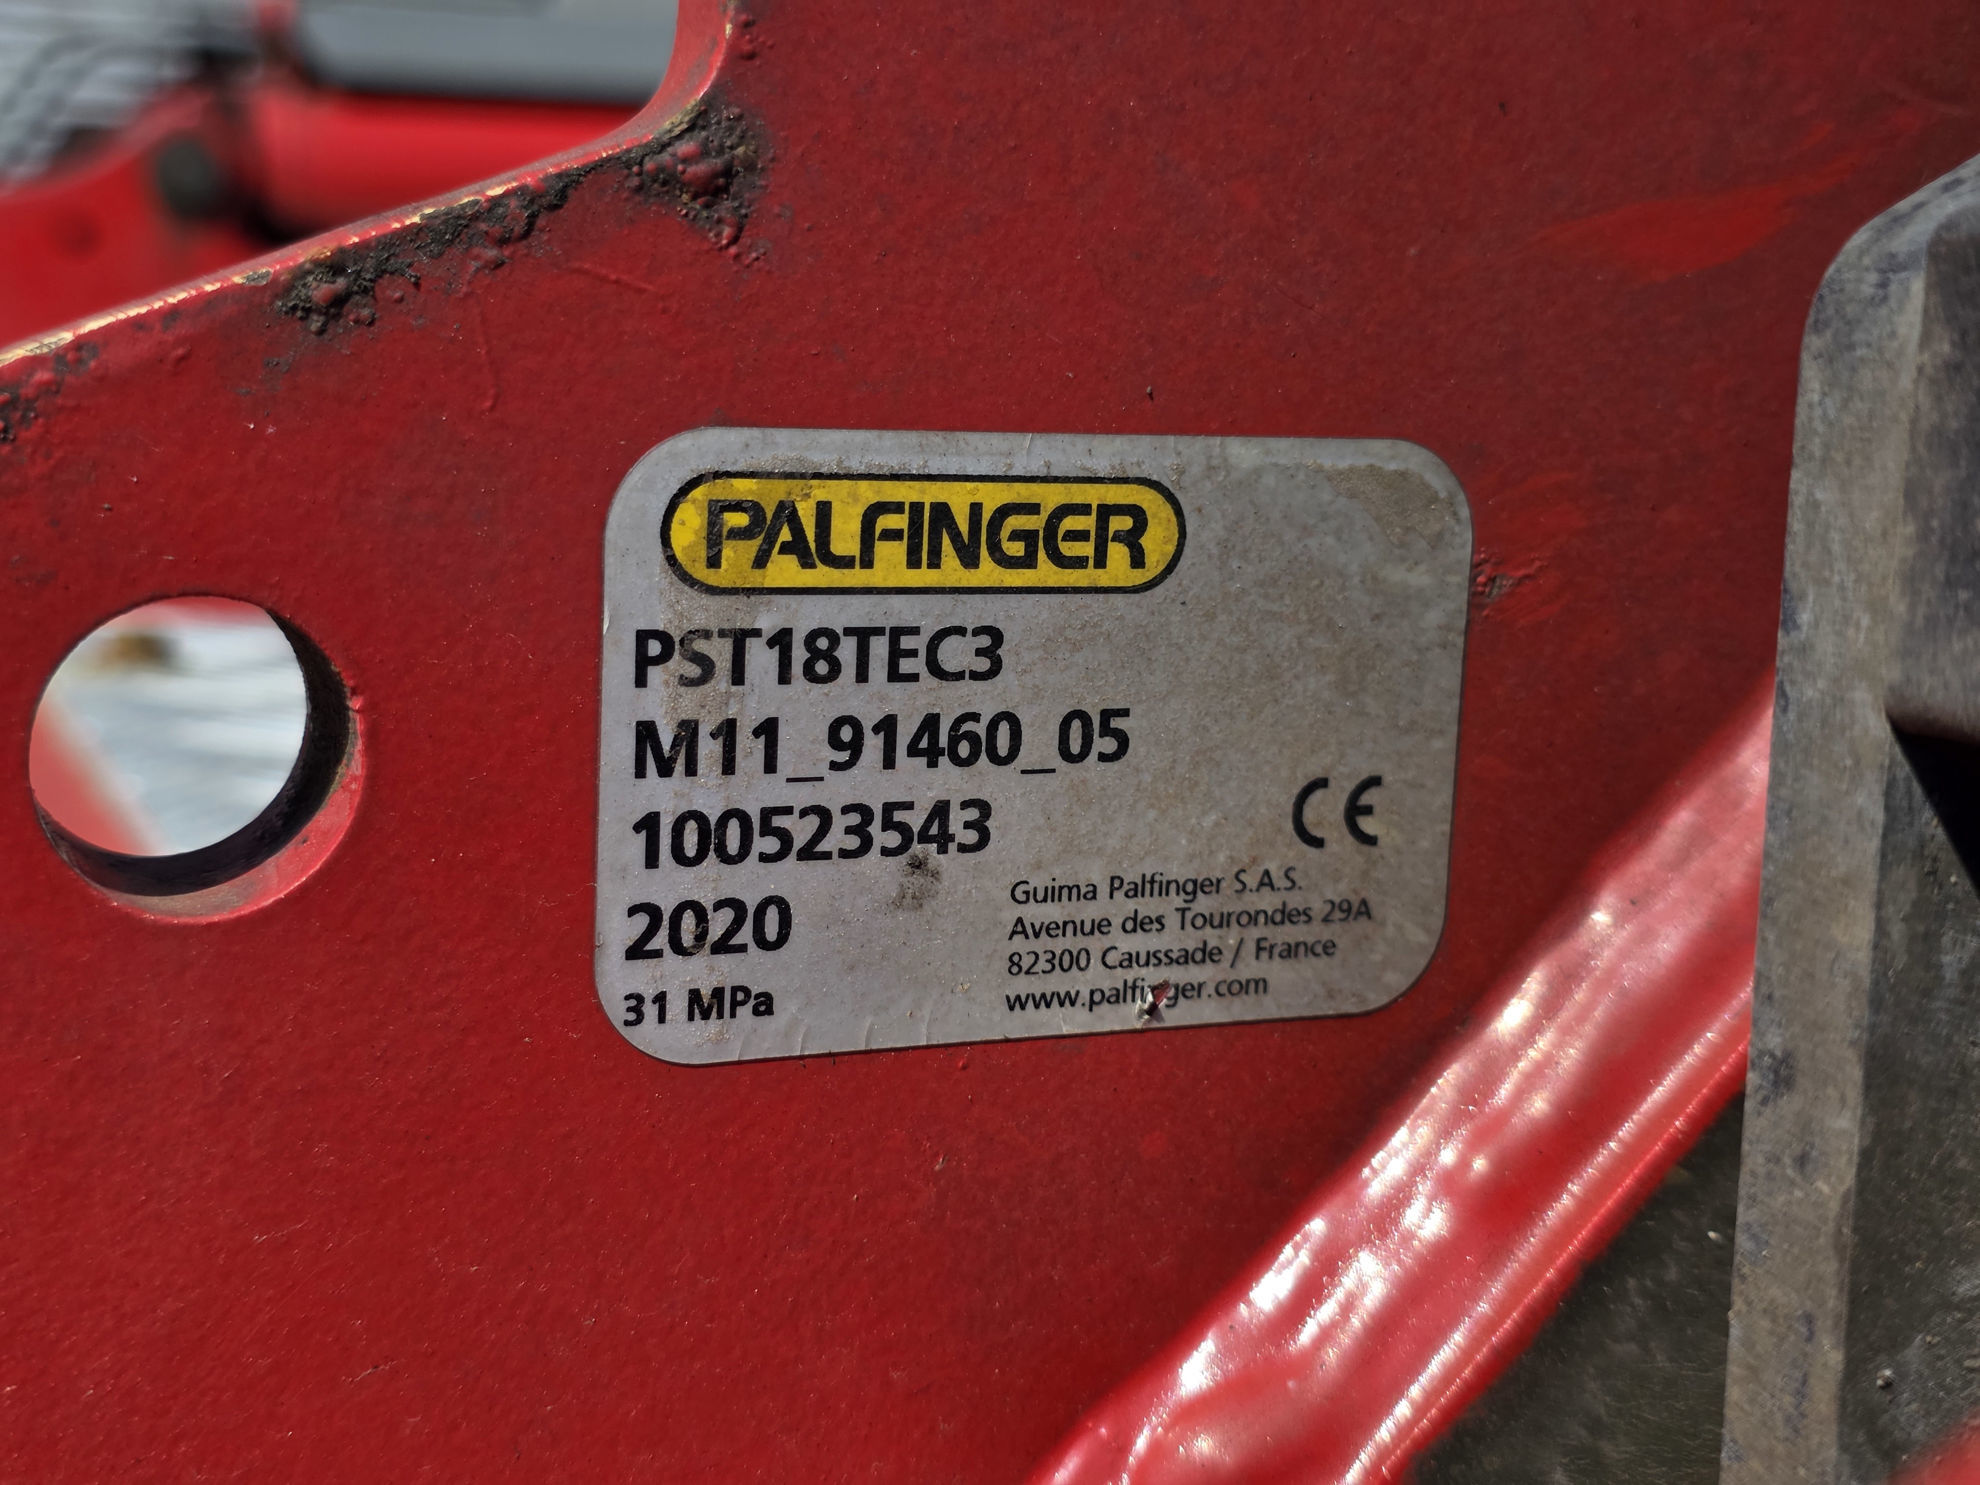 PALFINGER
PST18TEC3
M11_91460_05
100523543
CE
2020
31 MPa
Guima Palfinger S.A.S.
Avenue des Tourondes 29A
82300 Caussade / France
www.palfinger.com